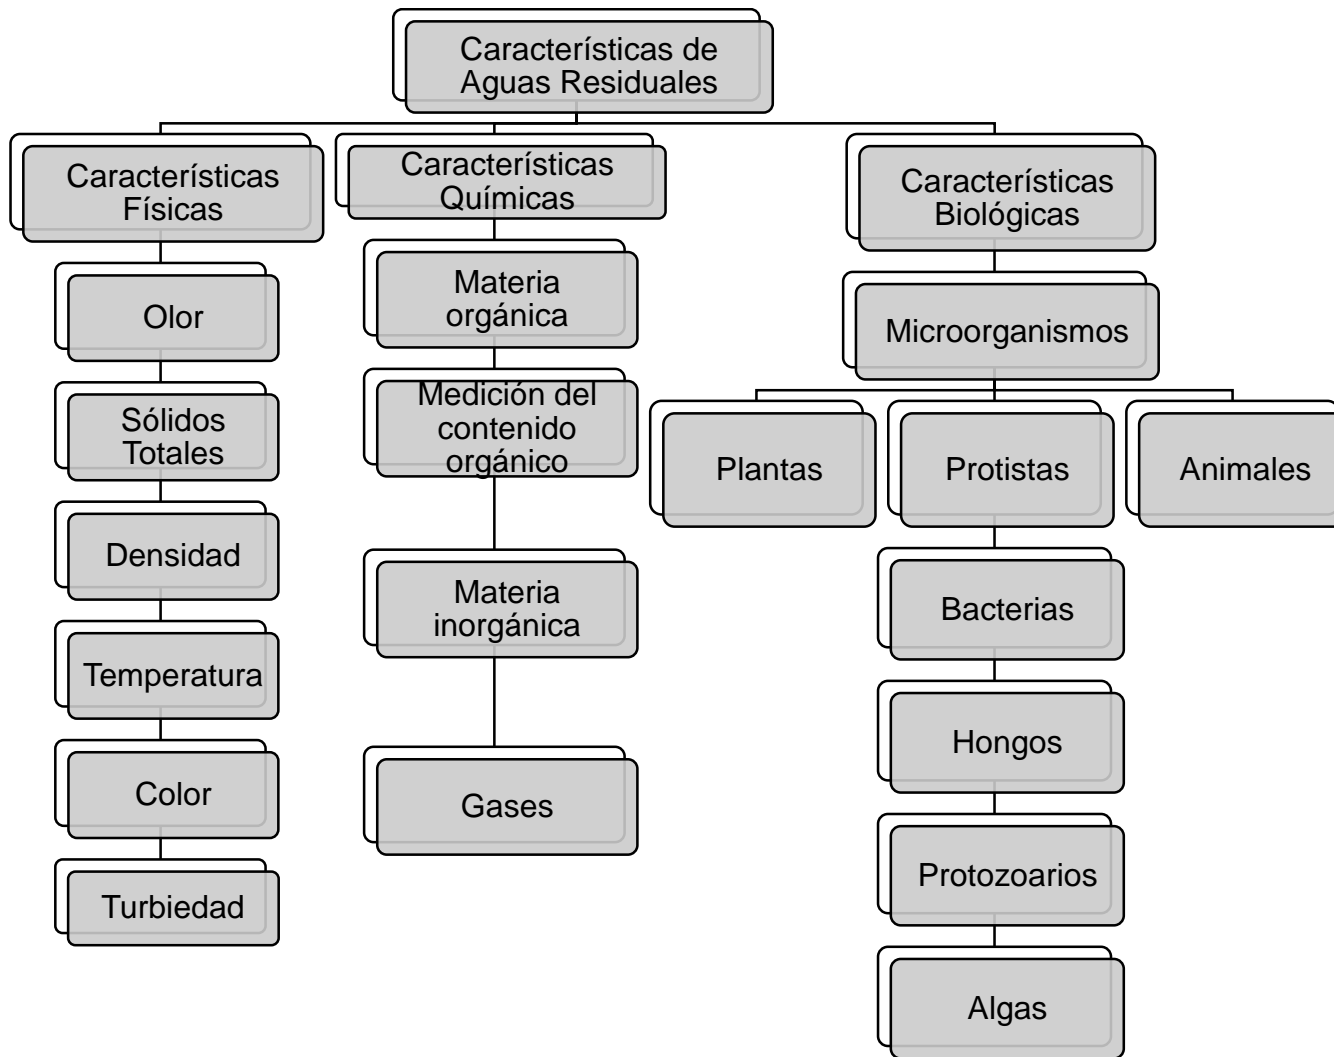 Características de
Aguas Residuales
Características
Físicas
Olor
Sólidos
Totales
Densidad
Temperatura
Color
Turbiedad
Características
Químicas
Materia
orgánica
Medición del
contenido
orgánico
Materia
inorgánica
Gases
Características
Biológicas
Microorganismos
Plantas
Protistas
Animales
Bacterias
Hongos
Protozoarios
Algas